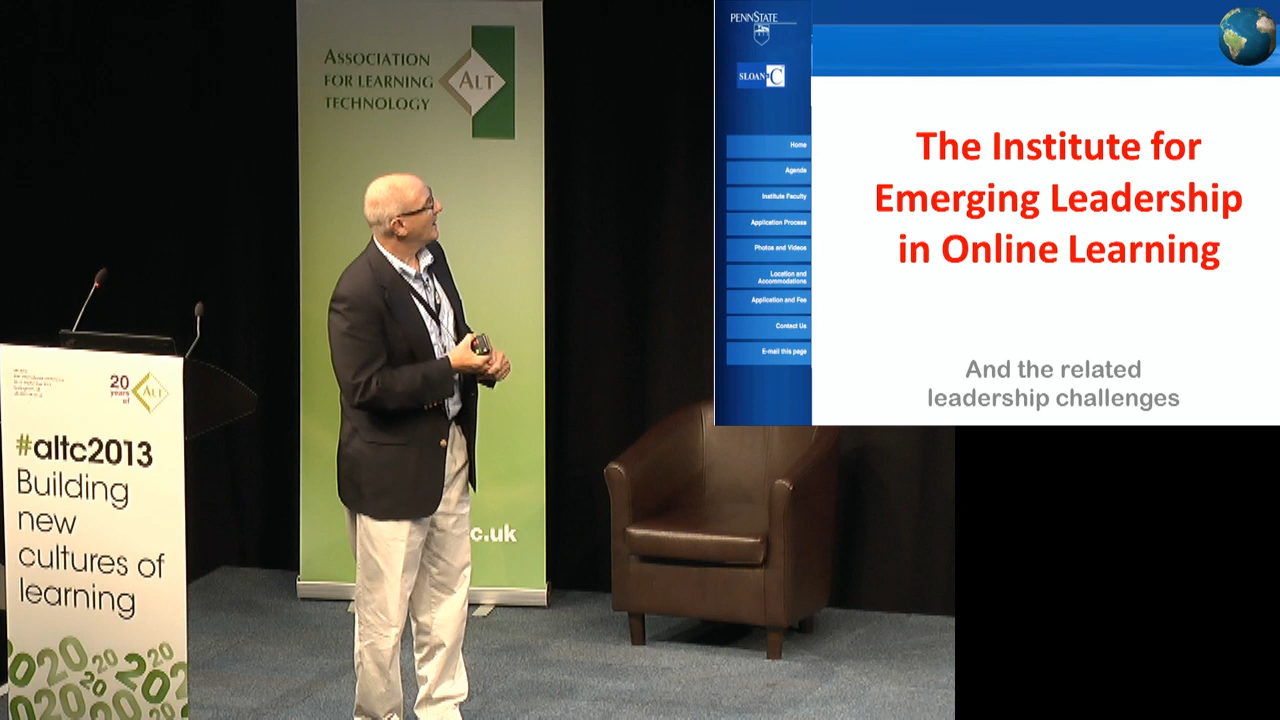 ASSOCIATION
FOR LEARNING
TECHNOLOGY
ALT
c.uk
20
years
of
ALT
#altc2013
Building
new
cultures of
learning
PENNSTATE
SLOAN-C
Home
Agenda
Institute Faculty
Application Process
Photos and Videos
Location and
Accommodations
Application and Fee
Contact Us
E-mail this page
The Institute for
Emerging Leadership
in Online Learning
And the related
leadership challenges